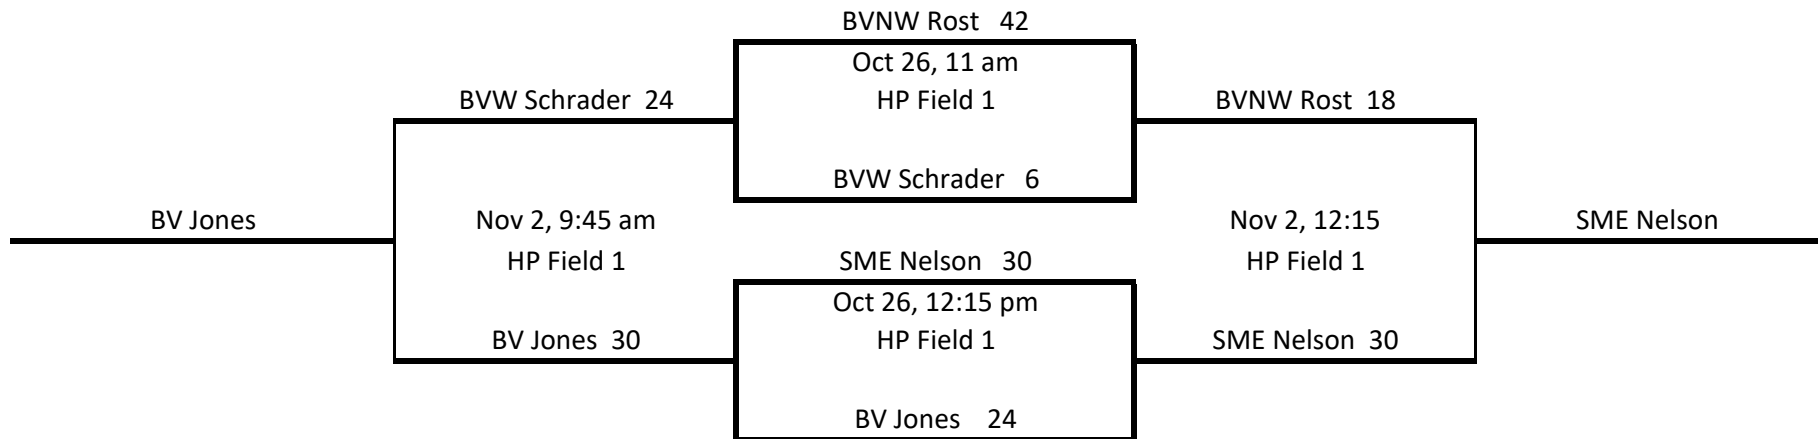 BVNW Rost 42
Oct 26, 11 am
BVW Schrader 24
HP Field 1
BVNW Rost 18
BVW Schrader 6
BV Jones
Nov 2, 9:45 am
Nov 2, 12:15
SME Nelson
HP Field 1
SME Nelson 30
HP Field 1
Oct 26, 12:15 pm
BV Jones 30
HP Field 1
SME Nelson 30
BV Jones 24